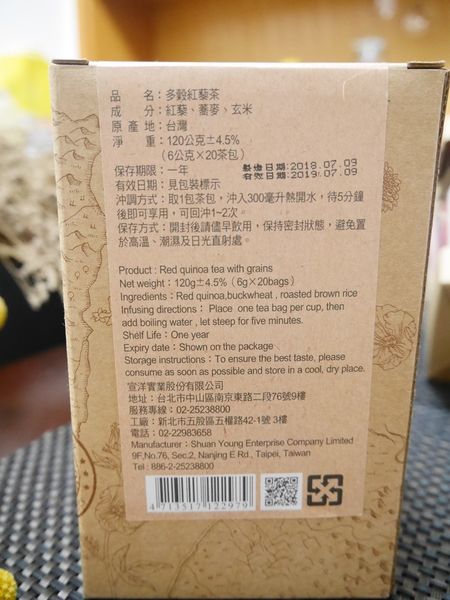 品 名：多穀紅藜茶
成 分：紅藜、蕎麥、玄米
原 產 地：台灣
淨 重：120公克±4.5%
（6公克×20茶包）
製造日期:2018.07.09
有效日期:2019.07.09
保存期限：一年
有效日期：見包裝標示
沖調方式：取1包茶包，沖入300毫升熱開水，待5分鐘
後即可享用，可回沖1~2次。
保存方式：開封後請儘早飲用，保持密封狀態，避免置
於高溫、潮濕及日光直射處。
Product : Red quinoa tea with grains
Net weight : 120g±4.5% （6g ×20bags）
Ingredients : Red quinoa,buckwheat , roasted brown rice
Infusing directions： Place one tea bag per cup, then
add boiling water , let steep for five minutes.
Shelf Life : One year
Expiry date : Shown on the package
Storage instructions：To ensure the best taste, please
consume as soon as possible and store in a cool, dry place.
宣洋實業股份有限公司
地址：台北市中山區南京東路二段76號9樓
服務專線：02-25238800
工廠：新北市五股區五權路42-1號 3樓
電話：02-22983658
Manufacturer：Shuan Young Enterprise Company Limited
9F,No.76, Sec.2, Nanjing E Rd., Taipei, Taiwan
Tel : 886-2-25238800
4 713517 122979